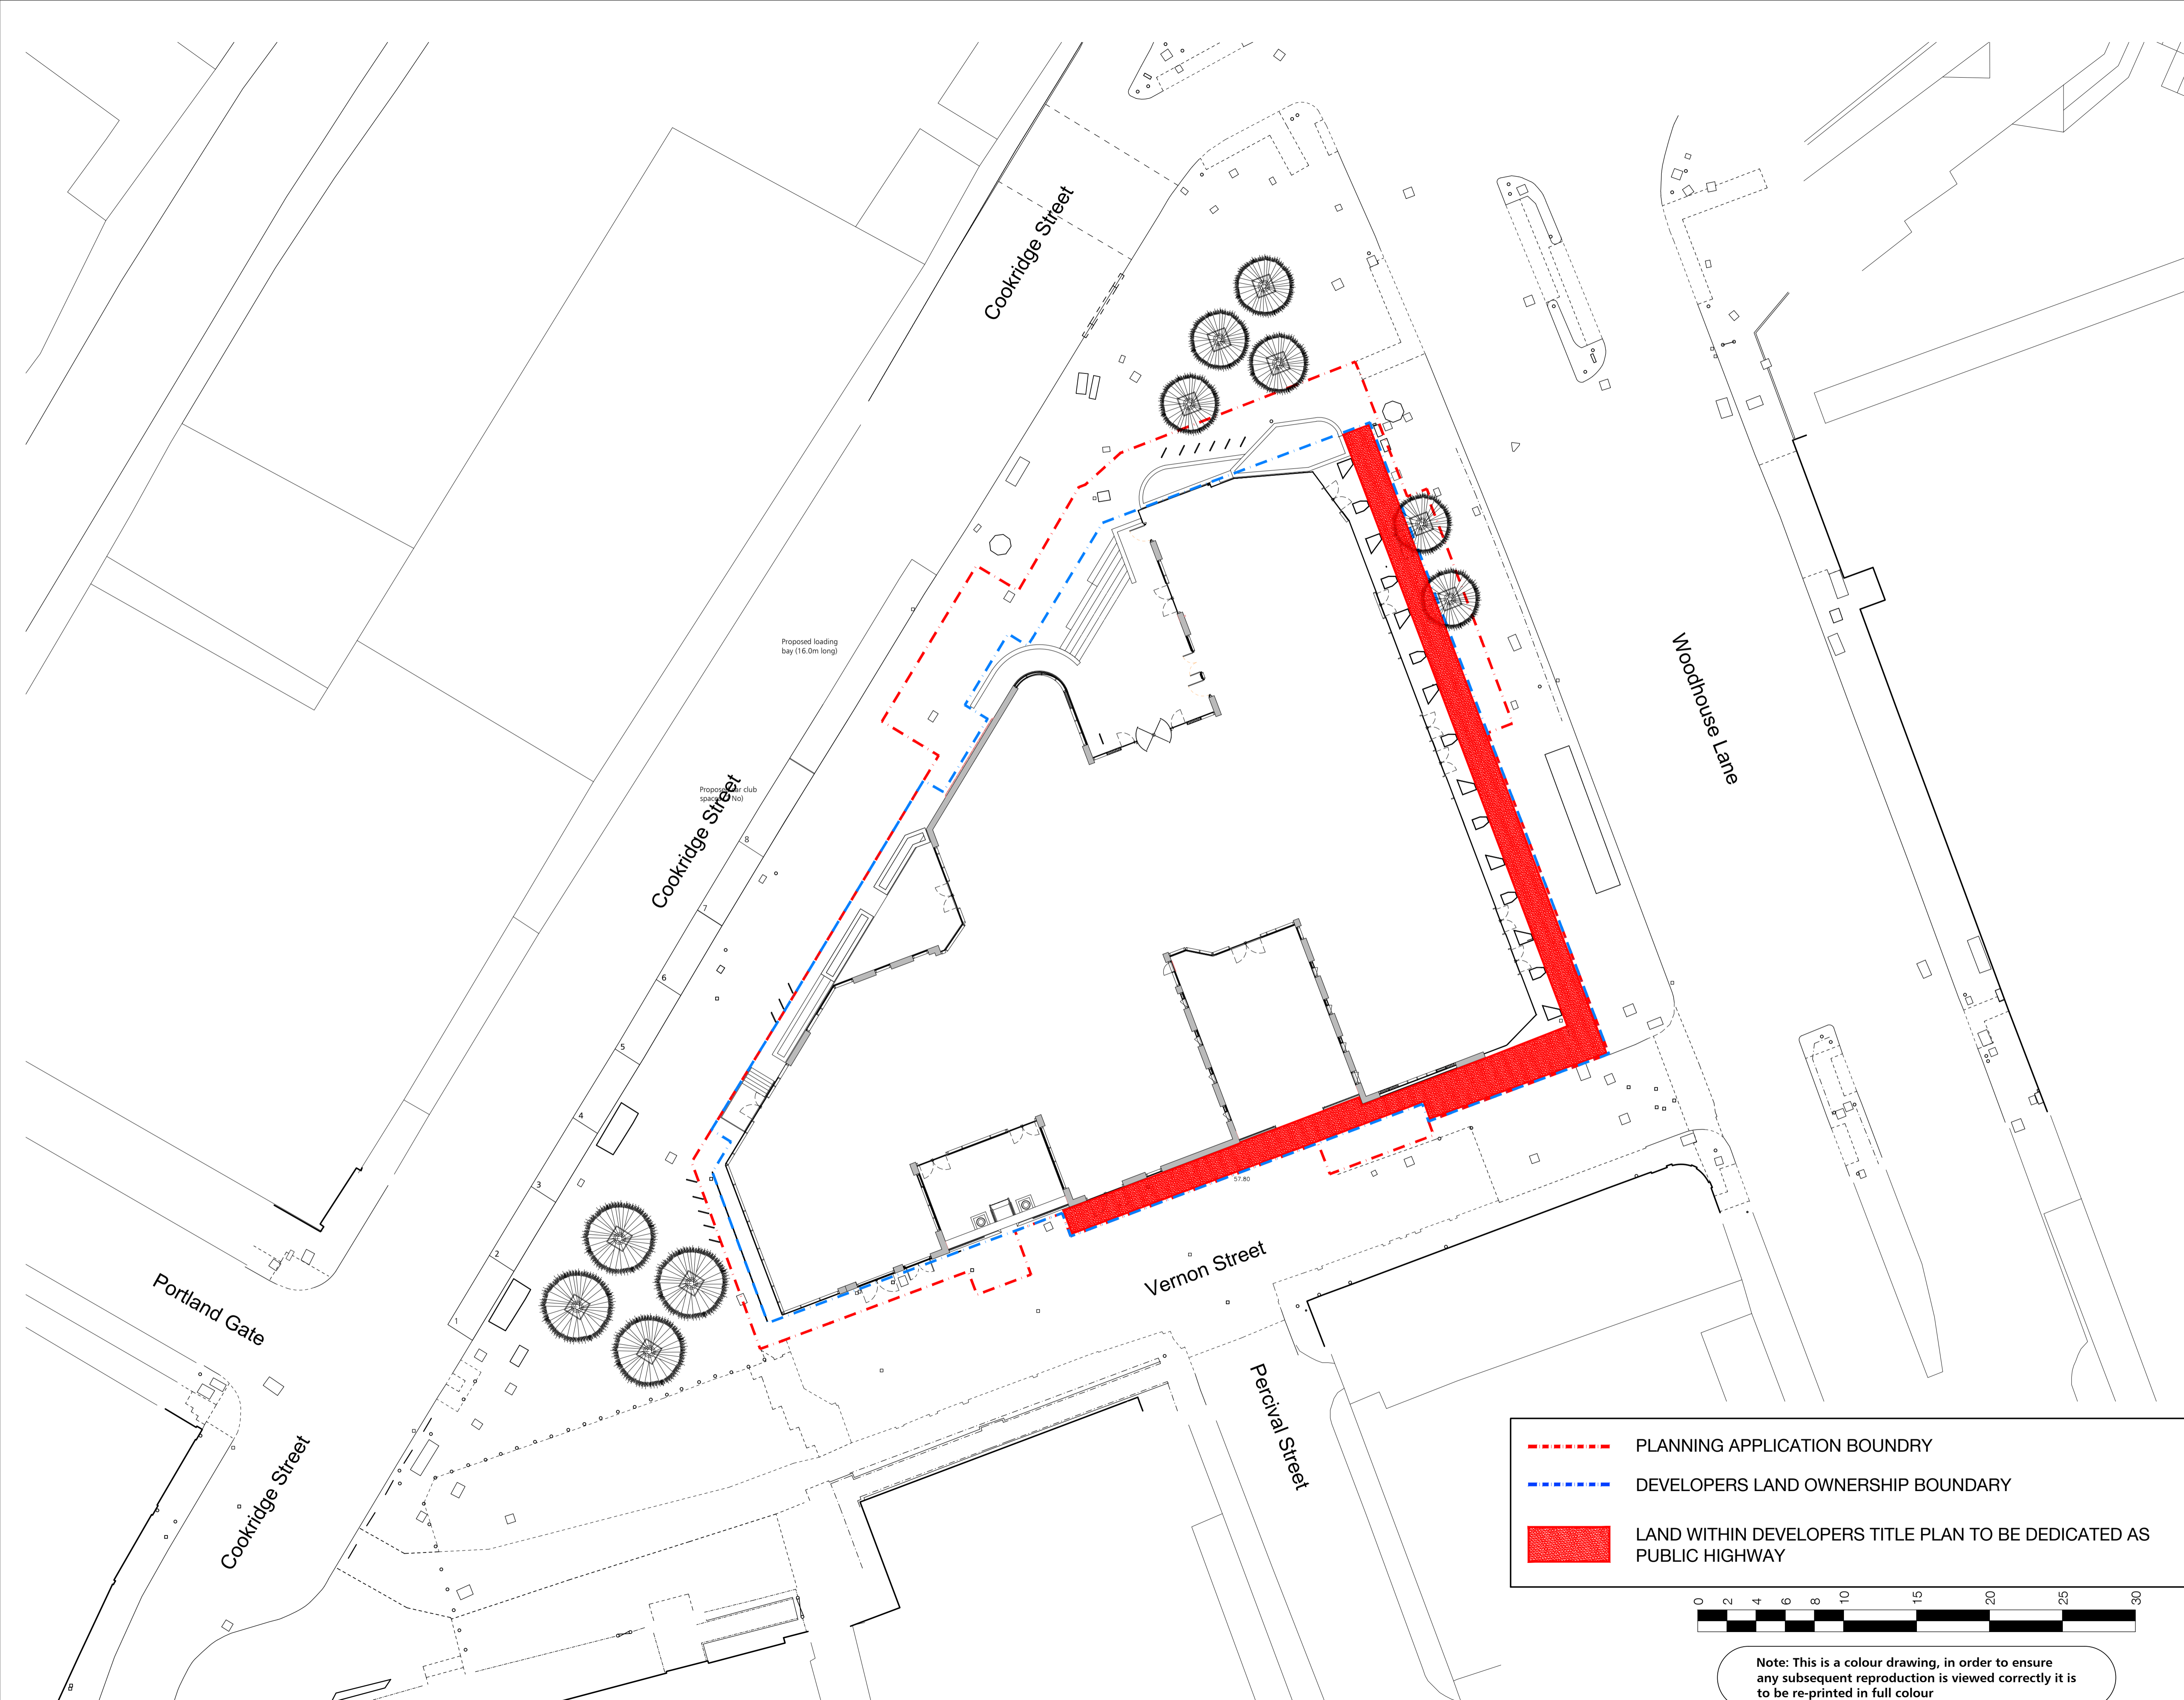 Cookridge Street
Proposed loading
bay (16.0m long)
Woodhouse Lane
Cookridge Street
8
7
6
5
4
3
2
1
57.80
Vernon Street
Portland Gate
Percival Street
Cookridge Street
PLANNING APPLICATION BOUNDRY
DEVELOPERS LAND OWNERSHIP BOUNDARY
LAND WITHIN DEVELOPERS TITLE PLAN TO BE DEDICATED AS
PUBLIC HIGHWAY
0 2 4 6 8 10 15 20 25 30
Note: This is a colour drawing, in order to ensure
any subsequent reproduction is viewed correctly it is
to be re-printed in full colour